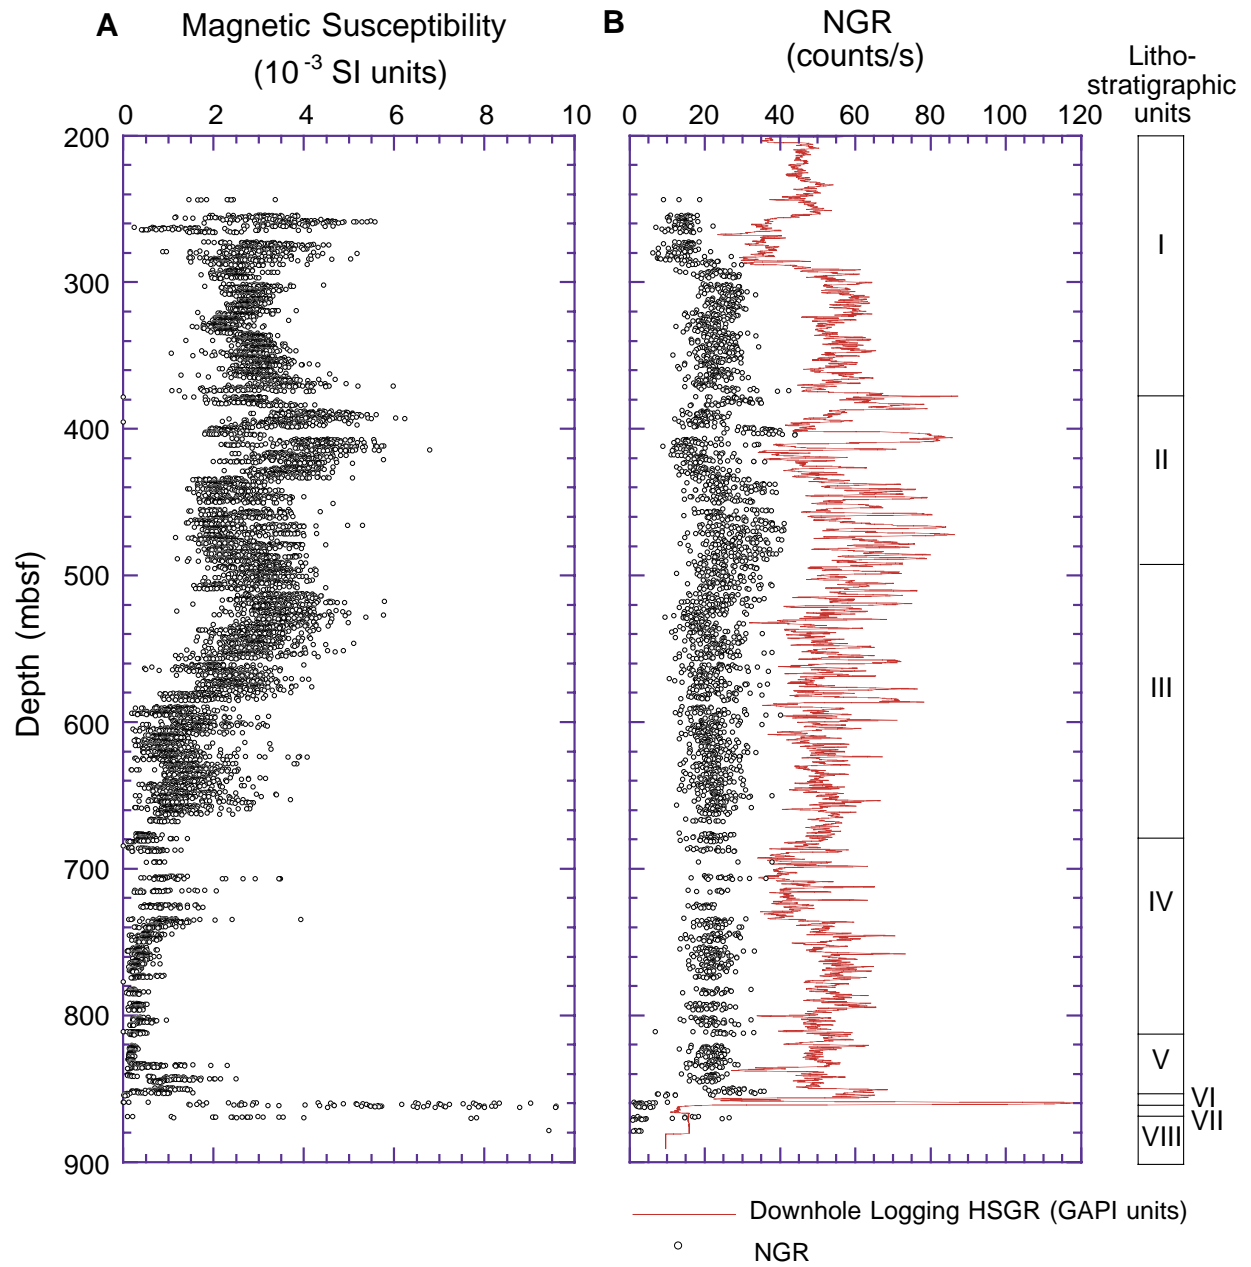 A Magnetic Susceptibility
(10⁻³ SI units)
B NGR
(counts/s)
Litho-
stratigraphic
units
0 2 4 6 8 10
0 20 40 60 80 100 120
200
300
400
500
600
700
800
900
Depth (mbsf)
I
II
III
IV
V
VI
VII
VIII
Downhole Logging HSGR (GAPI units)
NGR